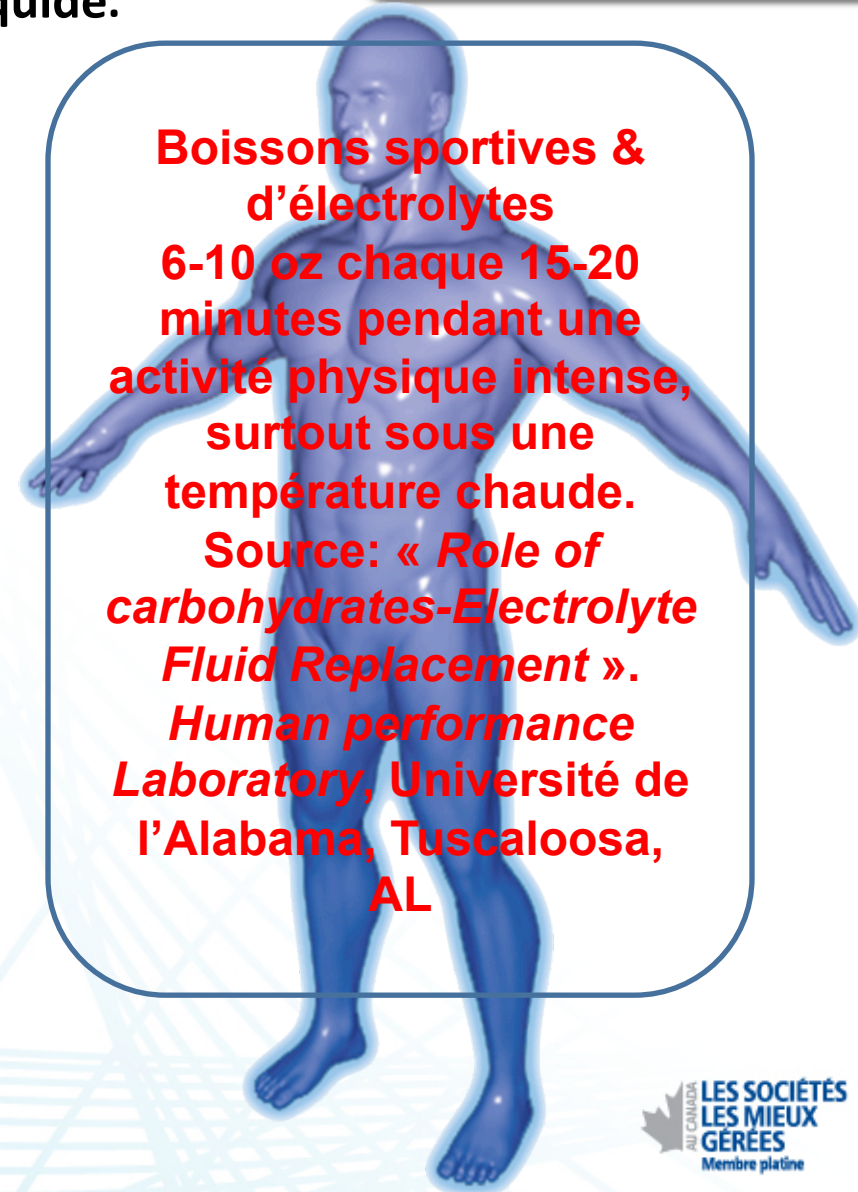 quide.
Boissons sportives &
d’électrolytes
6-10 oz chaque 15-20
minutes pendant une
activité physique intense,
surtout sous une
température chaude.
Source: « Role of
carbohydrates-Electrolyte
Fluid Replacement ».
Human performance
Laboratory, Université de
l’Alabama, Tuscaloosa,
AL
AU CANADA
LES SOCIÉTÉS
LES MIEUX
GÉRÉES
Membre platine